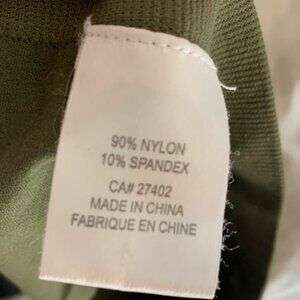 90% NYLON
10% SPANDEX
CA# 27402
MADE IN CHINA
FABRIQUE EN CHINE